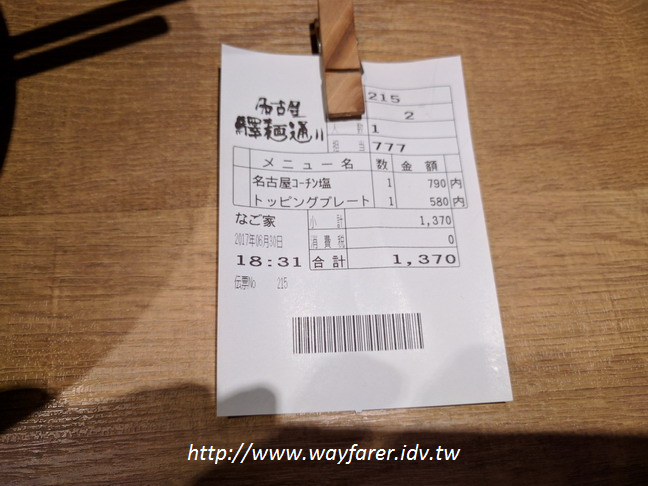 215
2
名古屋
驛麺通り
人数 1
担当 777
メニュー名 数 金額
名古屋コーチン塩 1 790 内
トッピングプレート 1 580 内
なご家 小計 1,370
2017年06月30日 消費税 0
18:31 合計 1,370
伝票No 215
http://www.wayfarer.idv.tw